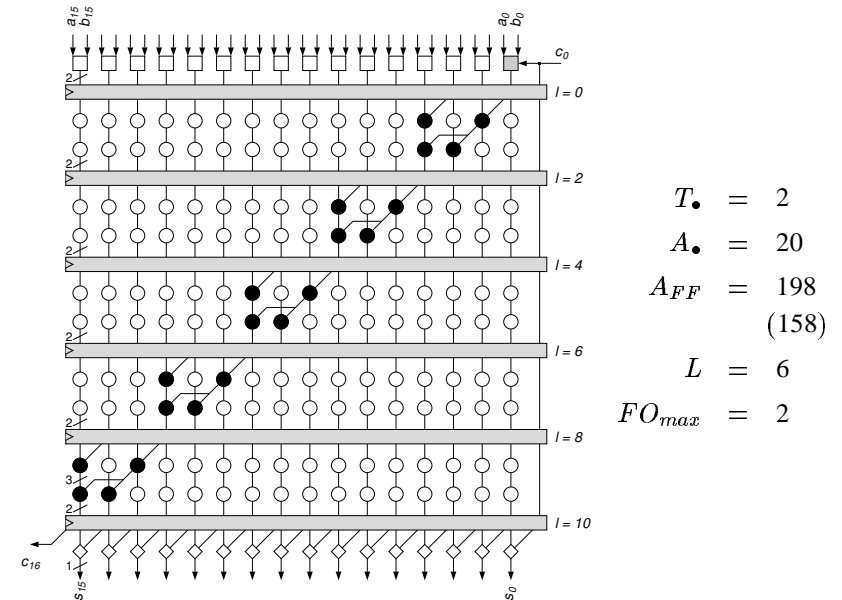 a15 b15 a0 b0
c0
2
l = 0
2
l = 2
2
l = 4
2
l = 6
2
l = 8
3
2
l = 10
c16
1
s15 s0
T• = 2
A• = 20
AFF = 198
(158)
L = 6
FOmax = 2